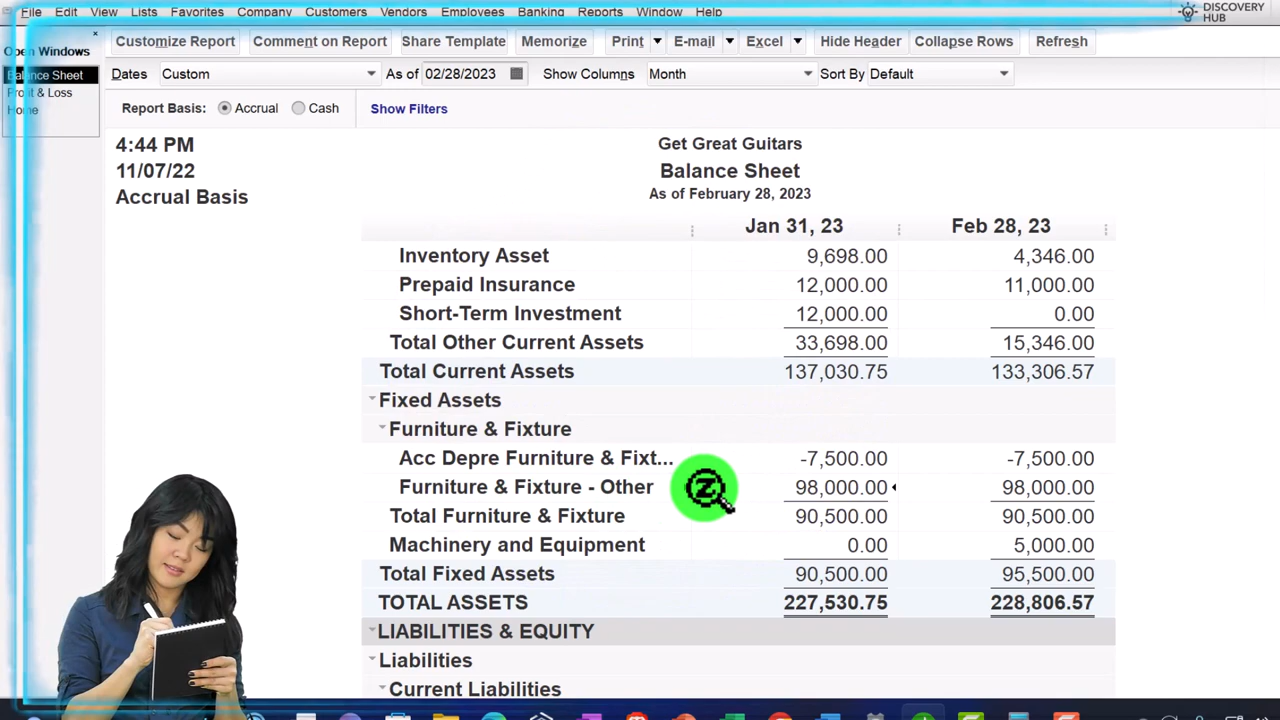 File Edit View Lists Favorites Company Customers Vendors Employees Banking Reports Window Help
DISCOVERY
HUB
Open Windows
Balance Sheet
Profit & Loss
Home
Customize Report Comment on Report Share Template Memorize Print E-mail Excel Hide Header Collapse Rows Refresh
Dates Custom As of 02/28/2023 Show Columns Month Sort By Default
Report Basis: Accrual Cash Show Filters
4:44 PM
11/07/22
Accrual Basis
Get Great Guitars
Balance Sheet
As of February 28, 2023
Jan 31, 23 Feb 28, 23
Inventory Asset 9,698.00 4,346.00
Prepaid Insurance 12,000.00 11,000.00
Short-Term Investment 12,000.00 0.00
Total Other Current Assets 33,698.00 15,346.00
Total Current Assets 137,030.75 133,306.57
Fixed Assets
Furniture & Fixture
Acc Depre Furniture & Fixt... -7,500.00 -7,500.00
Furniture & Fixture - Other 98,000.00 98,000.00
Total Furniture & Fixture 90,500.00 90,500.00
Machinery and Equipment 0.00 5,000.00
Total Fixed Assets 90,500.00 95,500.00
TOTAL ASSETS 227,530.75 228,806.57
LIABILITIES & EQUITY
Liabilities
Current Liabilities